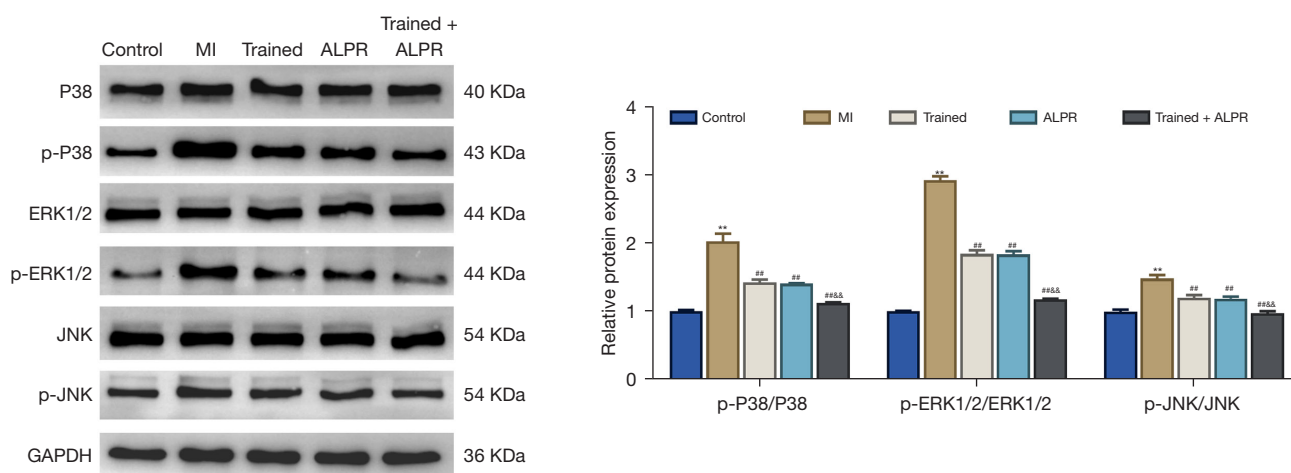 Control MI Trained ALPR Trained + ALPR
P38 40 KDa
p-P38 43 KDa
ERK1/2 44 KDa
p-ERK1/2 44 KDa
JNK 54 KDa
p-JNK 54 KDa
GAPDH 36 KDa
Relative protein expression
4
3
2
1
0
Control MI Trained ALPR Trained + ALPR
** ## ## ##&&
** ## ## ##&&
** ## ## ##&&
p-P38/P38 p-ERK1/2/ERK1/2 p-JNK/JNK